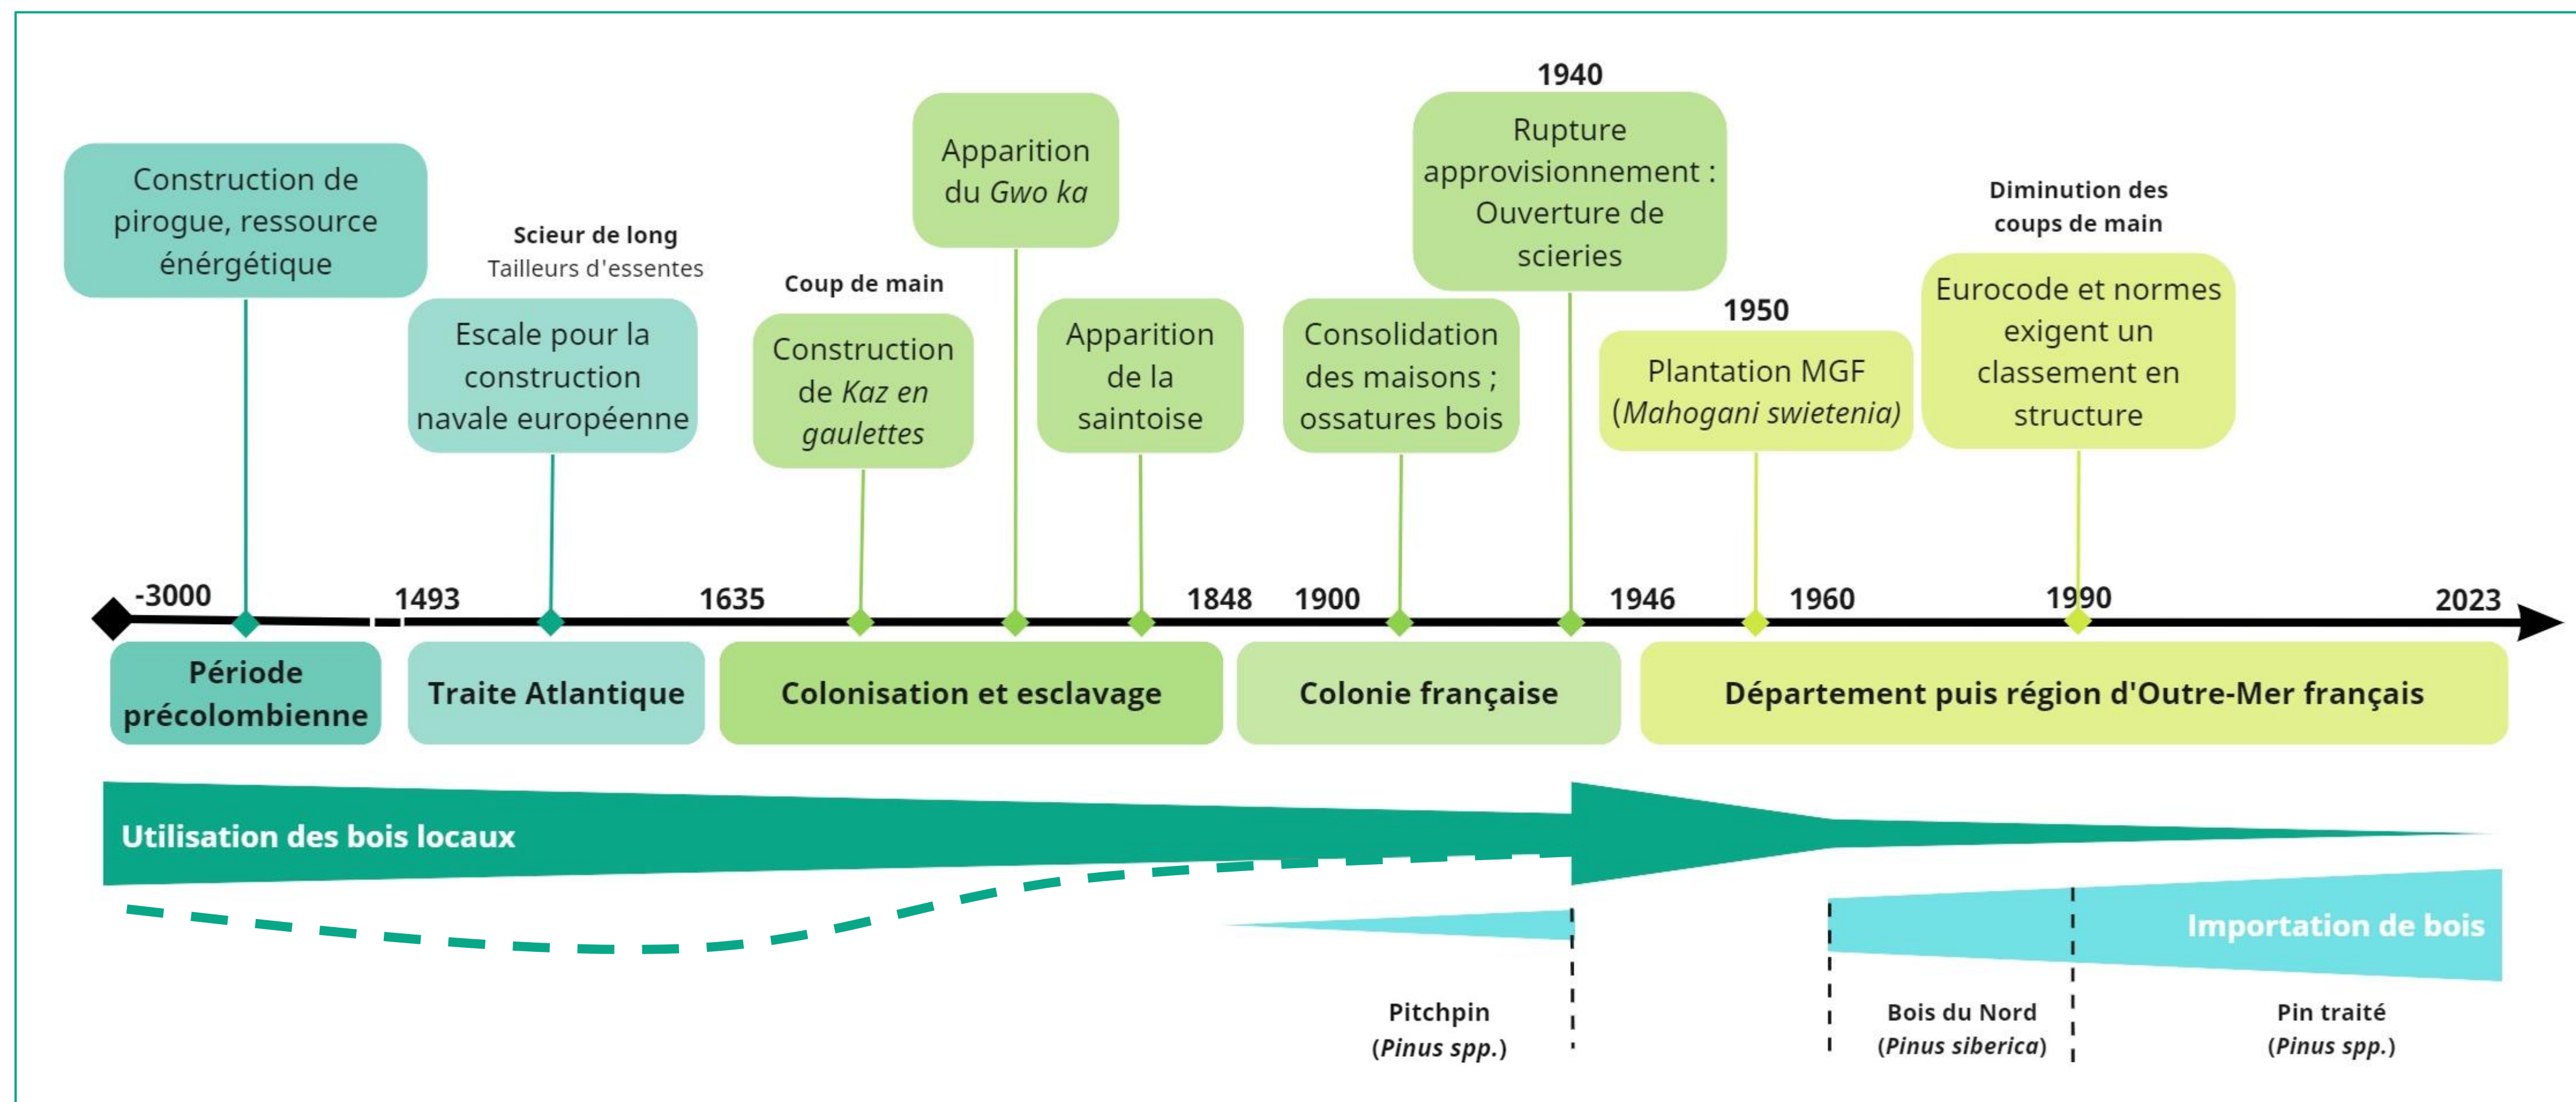 Construction de
pirogue, ressource
énérgétique
Scieur de long
Tailleurs d'essentes
Escale pour la
construction
navale européenne
Coup de main
Construction
de Kaz en
gaulettes
Apparition
du Gwo ka
Apparition
de la
saintoise
Consolidation
des maisons ;
ossatures bois
1940
Rupture
approvisionnement :
Ouverture de
scieries
1950
Plantation MGF
(Mahogani swietenia)
Diminution des
coups de main
Eurocode et normes
exigent un
classement en
structure
-3000
1493
1635
1848
1900
1946
1960
1990
2023
Période
précolombienne
Traite Atlantique
Colonisation et esclavage
Colonie française
Département puis région d'Outre-Mer français
Utilisation des bois locaux
Importation de bois
Pitchpin
(Pinus spp.)
Bois du Nord
(Pinus siberica)
Pin traité
(Pinus spp.)